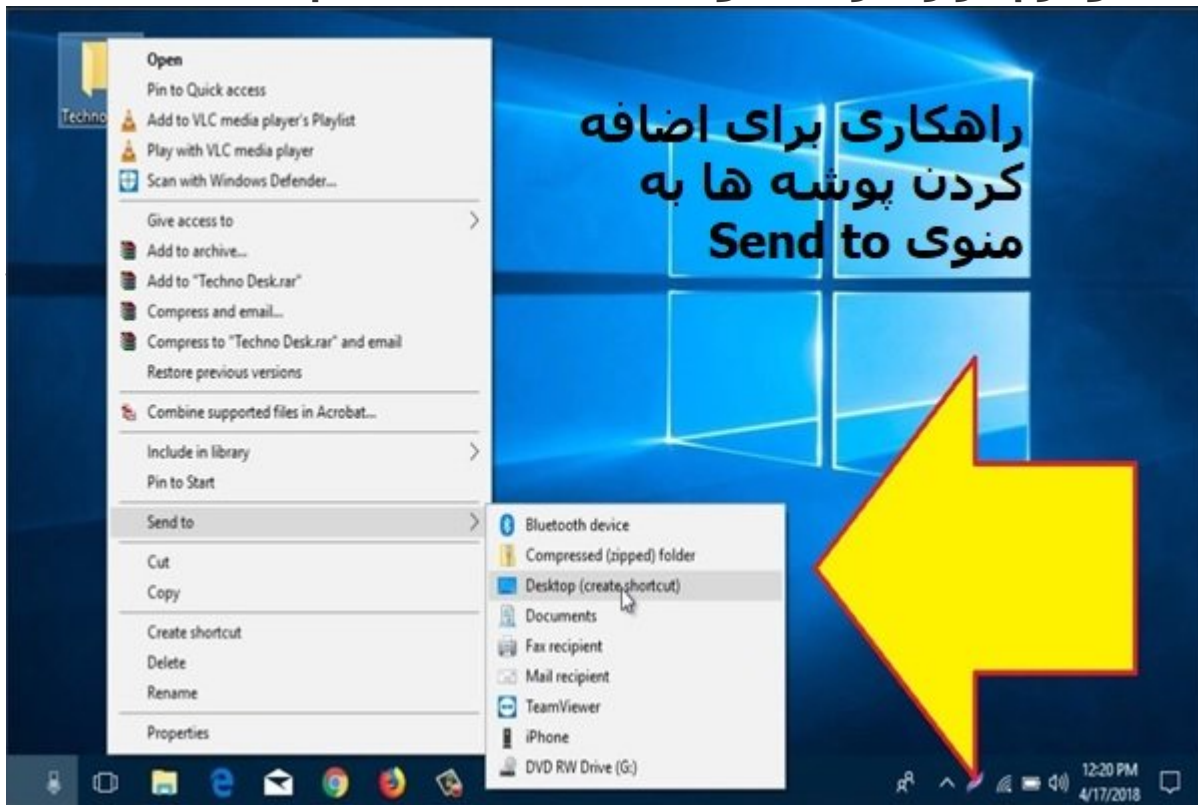 Techno
Open
Pin to Quick access
Add to VLC media player's Playlist
Play with VLC media player
Scan with Windows Defender...
Give access to
Add to archive...
Add to "Techno Desk.rar"
Compress and email...
Compress to "Techno Desk.rar" and email
Restore previous versions
Combine supported files in Acrobat...
Include in library
Pin to Start
Send to
Cut
Copy
Create shortcut
Delete
Rename
Properties
Bluetooth device
Compressed (zipped) folder
Desktop (create shortcut)
Documents
Fax recipient
Mail recipient
TeamViewer
iPhone
DVD RW Drive (G:)
راهکاری برای اضافه
کردن پوشه ها به
منوی Send to
12:20 PM
4/17/2018